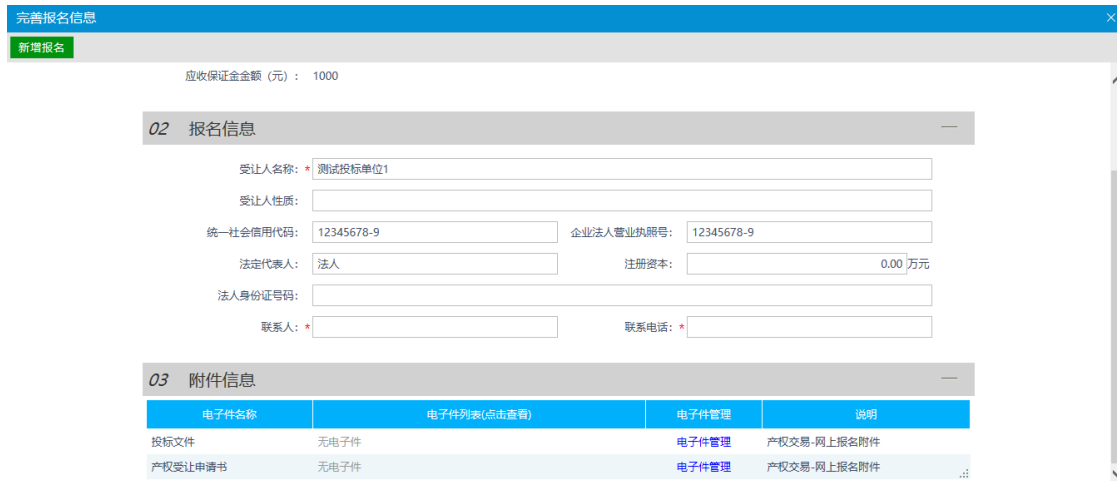 完善报名信息
新增报名
应收保证金金额（元）： 1000
02 报名信息
受让人名称：* 测试投标单位1
受让人性质：
统一社会信用代码： 12345678-9 企业法人营业执照号： 12345678-9
法定代表人： 法人 注册资本： 0.00 万元
法人身份证号码：
联系人：* 联系电话：*
03 附件信息
电子件名称 电子件列表(点击查看) 电子件管理 说明
投标文件 无电子件 电子件管理 产权交易-网上报名附件
产权受让申请书 无电子件 电子件管理 产权交易-网上报名附件